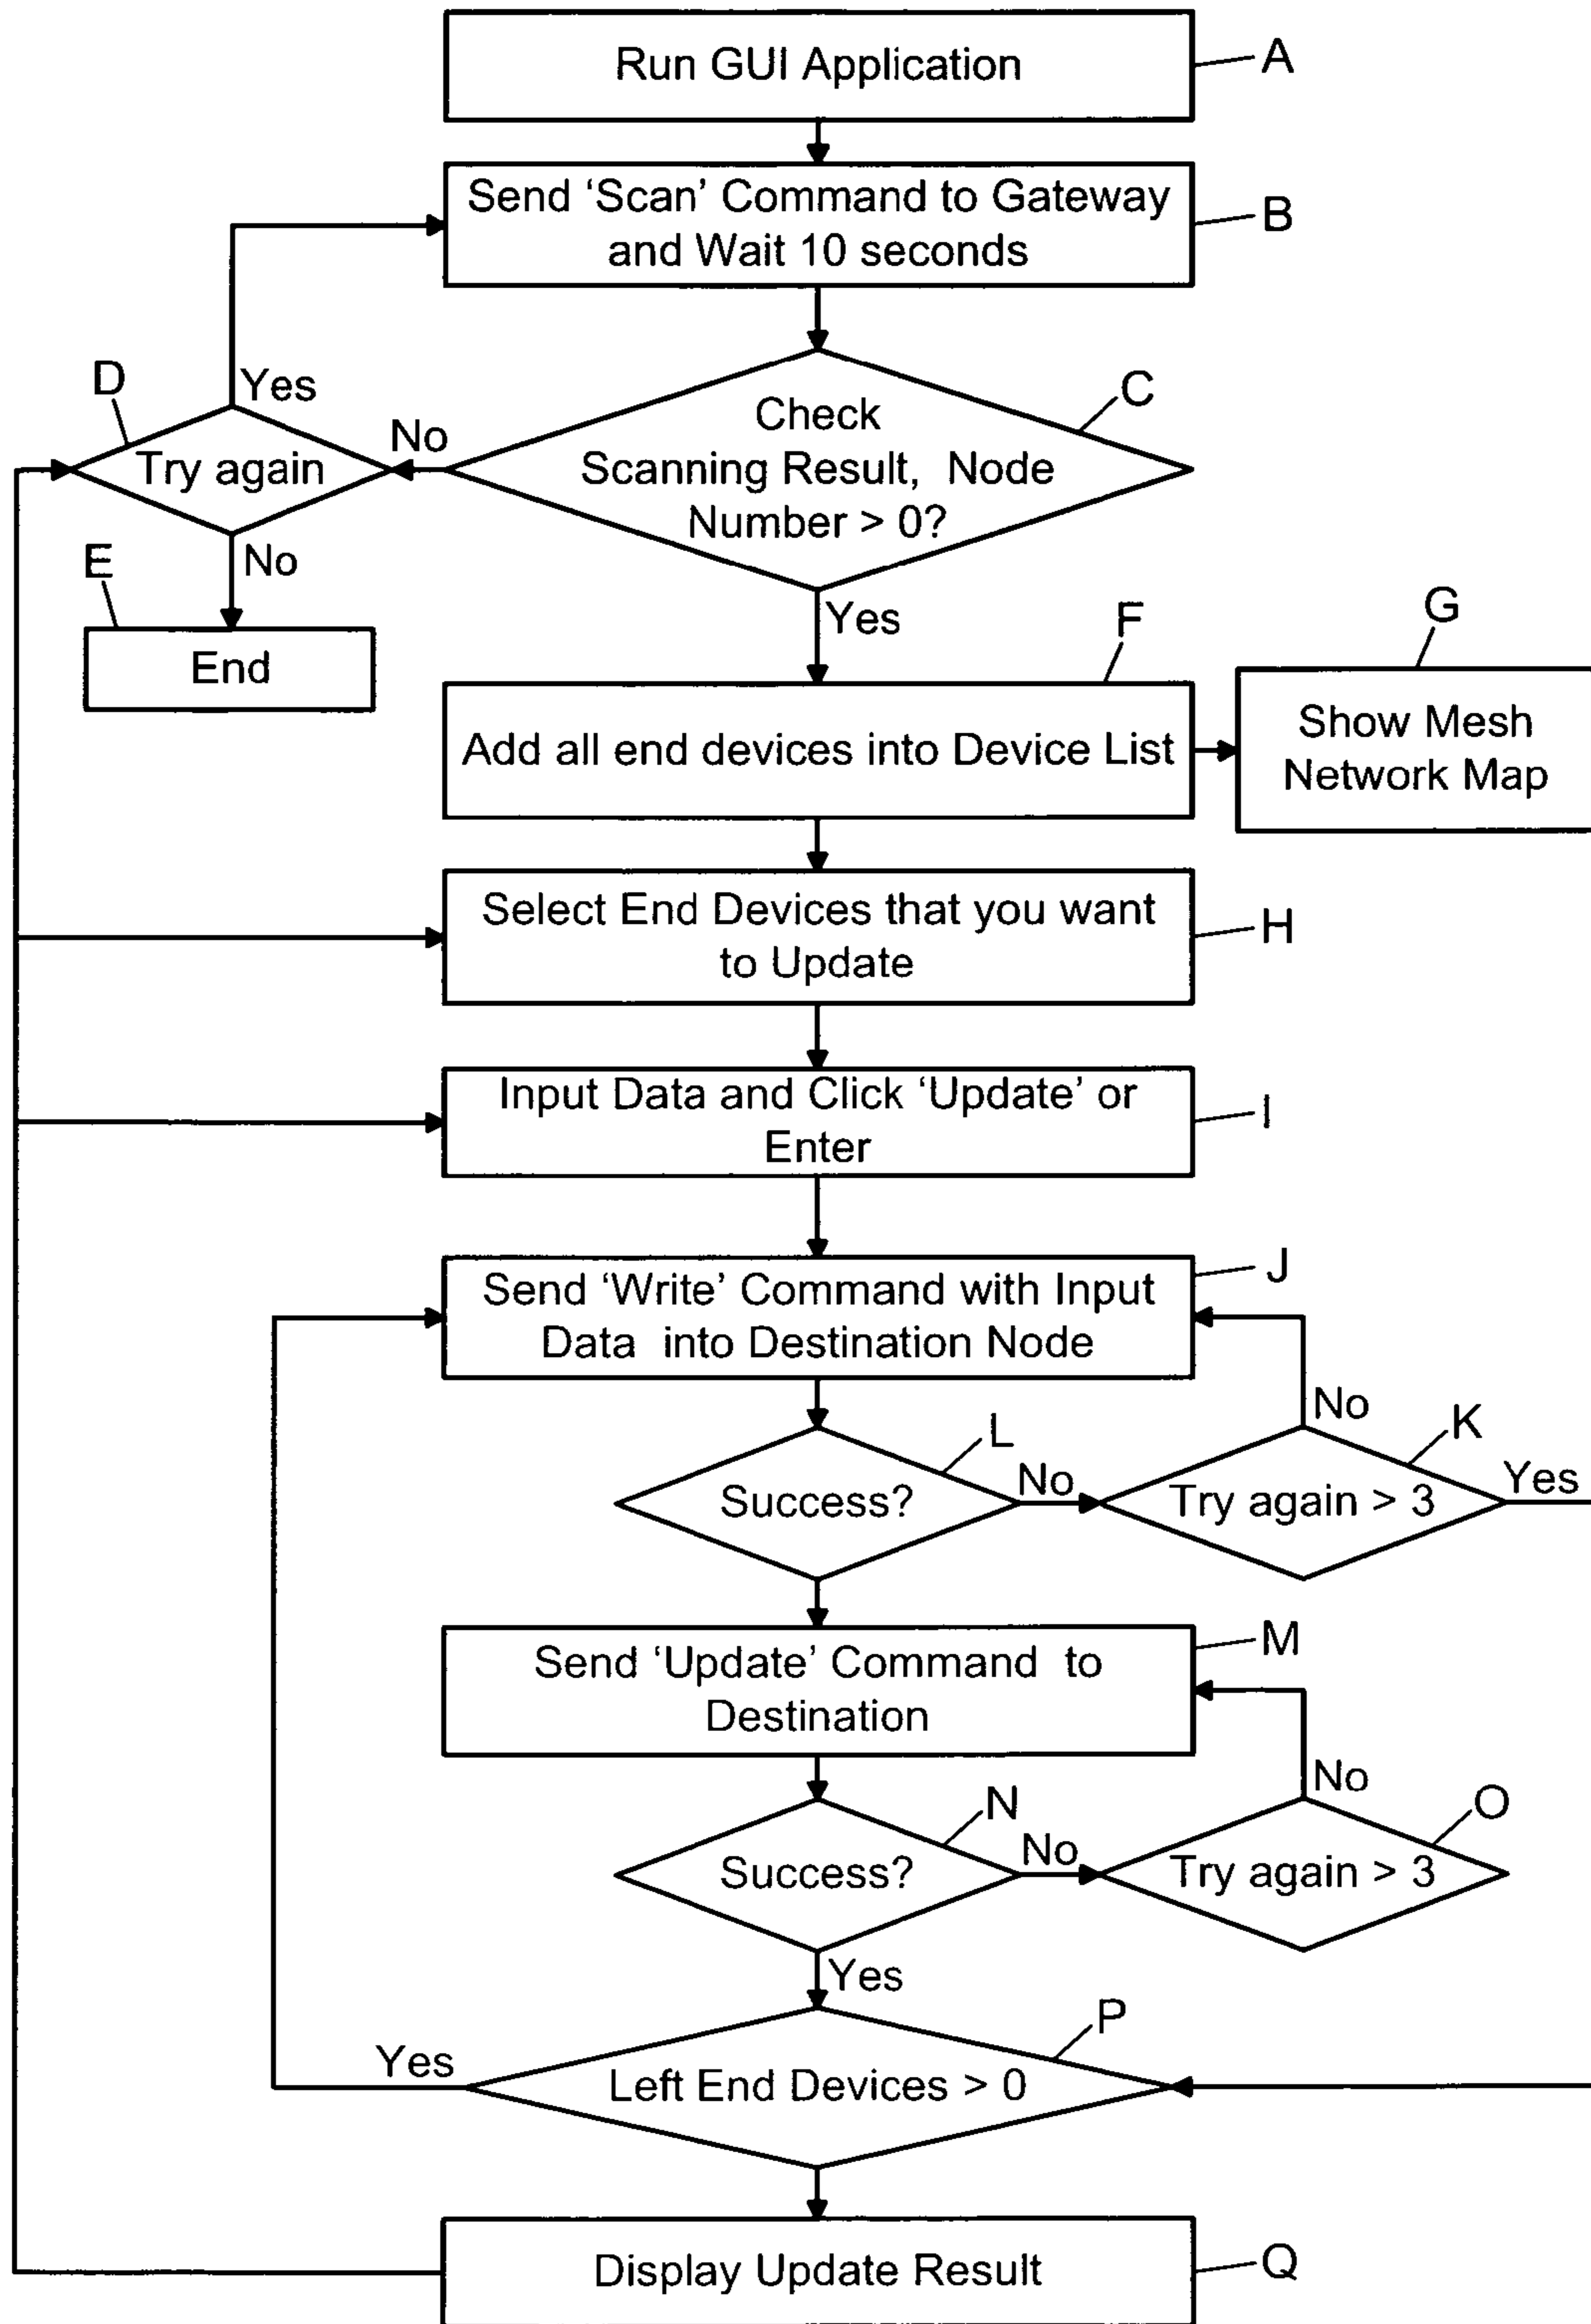 Run GUI Application
A
Send ‘Scan’ Command to Gateway
and Wait 10 seconds
B
D
Yes
Try again
No
Check
Scanning Result, Node
Number > 0?
C
E
No
End
Yes
F
Add all end devices into Device List
G
Show Mesh
Network Map
Select End Devices that you want
to Update
H
Input Data and Click ‘Update’ or
Enter
I
Send ‘Write’ Command with Input
Data into Destination Node
J
L
Success?
No
No
K
Try again > 3
Yes
Send ‘Update’ Command to
Destination
M
N
Success?
No
No
O
Try again > 3
Yes
P
Yes
Left End Devices > 0
Display Update Result
Q